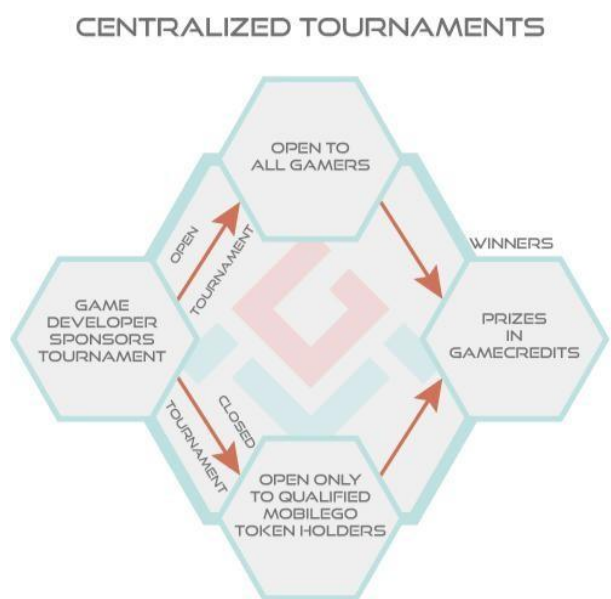 CENTRALIZED TOURNAMENTS
OPEN TO
ALL GAMERS
OPEN
TOURNAMENT
WINNERS
GAME
DEVELOPER
SPONSORS
TOURNAMENT
PRIZES
IN
GAMECREDITS
CLOSED
TOURNAMENT
OPEN ONLY
TO QUALIFIED
MOBILEGO
TOKEN HOLDERS